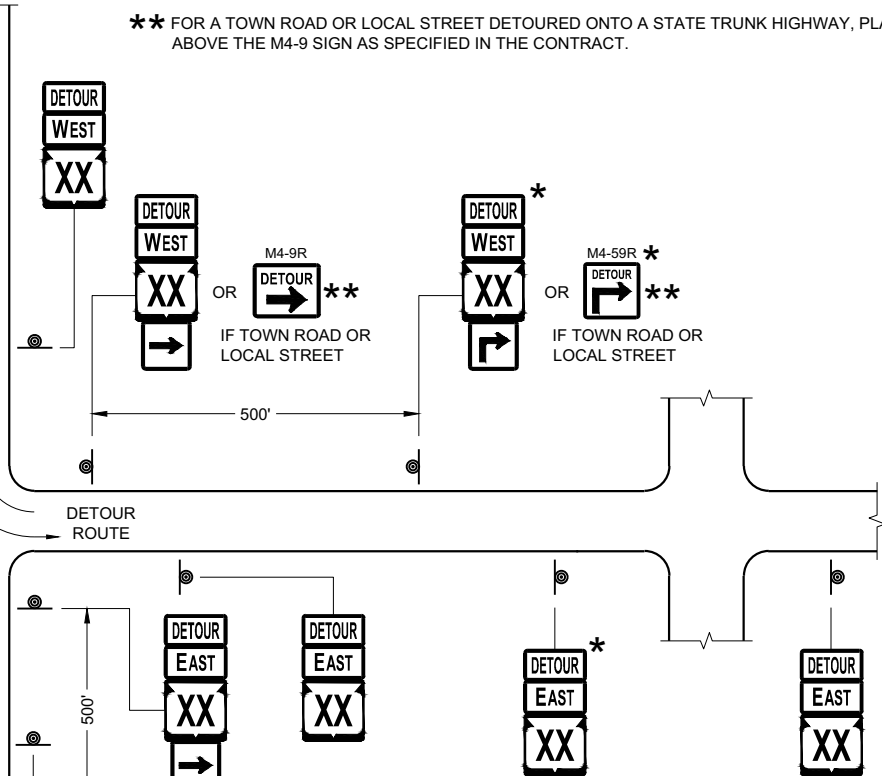 ** FOR A TOWN ROAD OR LOCAL STREET DETOURED ONTO A STATE TRUNK HIGHWAY,
ABOVE THE M4-9 SIGN AS SPECIFIED IN THE CONTRACT.
DETOUR
WEST
XX
DETOUR
WEST
XX
OR
M4-9R
DETOUR
**
IF TOWN ROAD OR
LOCAL STREET
DETOUR
*
WEST
XX
OR
M4-59R *
DETOUR
**
IF TOWN ROAD OR
LOCAL STREET
500'
DETOUR
ROUTE
500'
DETOUR
EAST
XX
DETOUR
EAST
XX
DETOUR
*
EAST
XX
DETOUR
EAST
XX